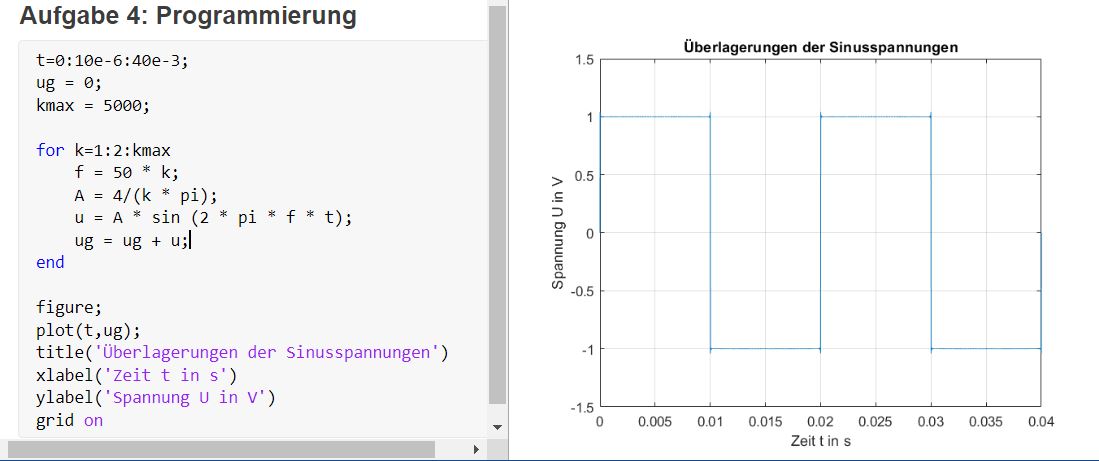 Aufgabe 4: Programmierung
t=0:10e-6:40e-3;
ug = 0;
kmax = 5000;
for k=1:2:kmax
f = 50 * k;
A = 4/(k * pi);
u = A * sin (2 * pi * f * t);
ug = ug + u;
end
figure;
plot(t,ug);
title('Überlagerungen der Sinusspannungen')
xlabel('Zeit t in s')
ylabel('Spannung U in V')
grid on
Überlagerungen der Sinusspannungen
Spannung U in V
1.5
1
0.5
0
-0.5
-1
-1.5
0 0.005 0.01 0.015 0.02 0.025 0.03 0.035 0.04
Zeit t in s